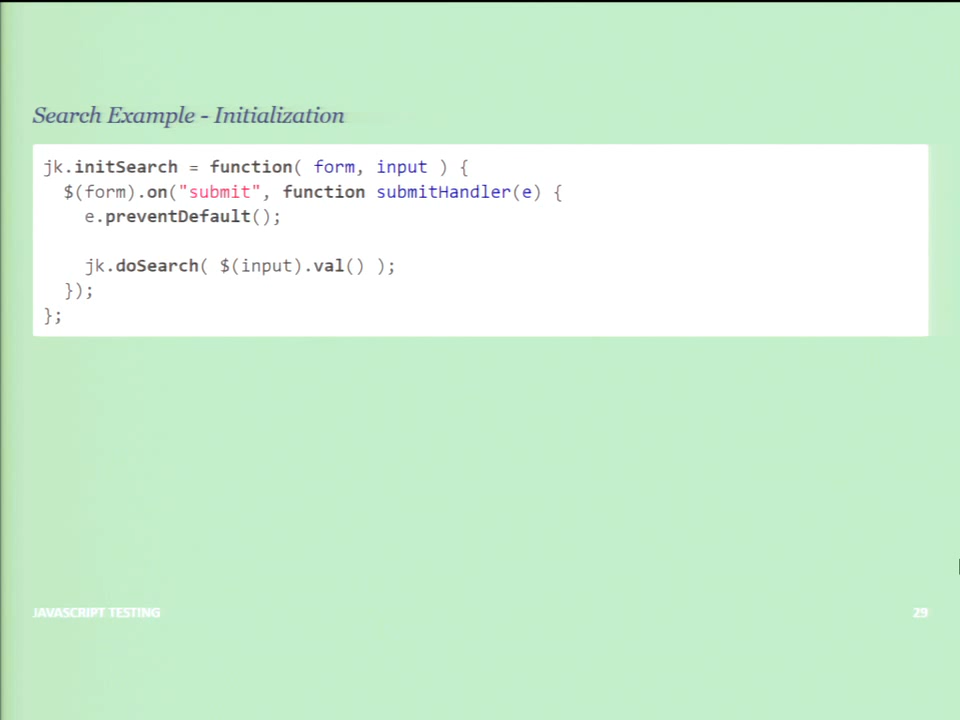 Search Example - Initialization
jk.initSearch = function( form, input ) {
  $(form).on("submit", function submitHandler(e) {
    e.preventDefault();

    jk.doSearch( $(input).val() );
  });
};
JAVASCRIPT TESTING
29